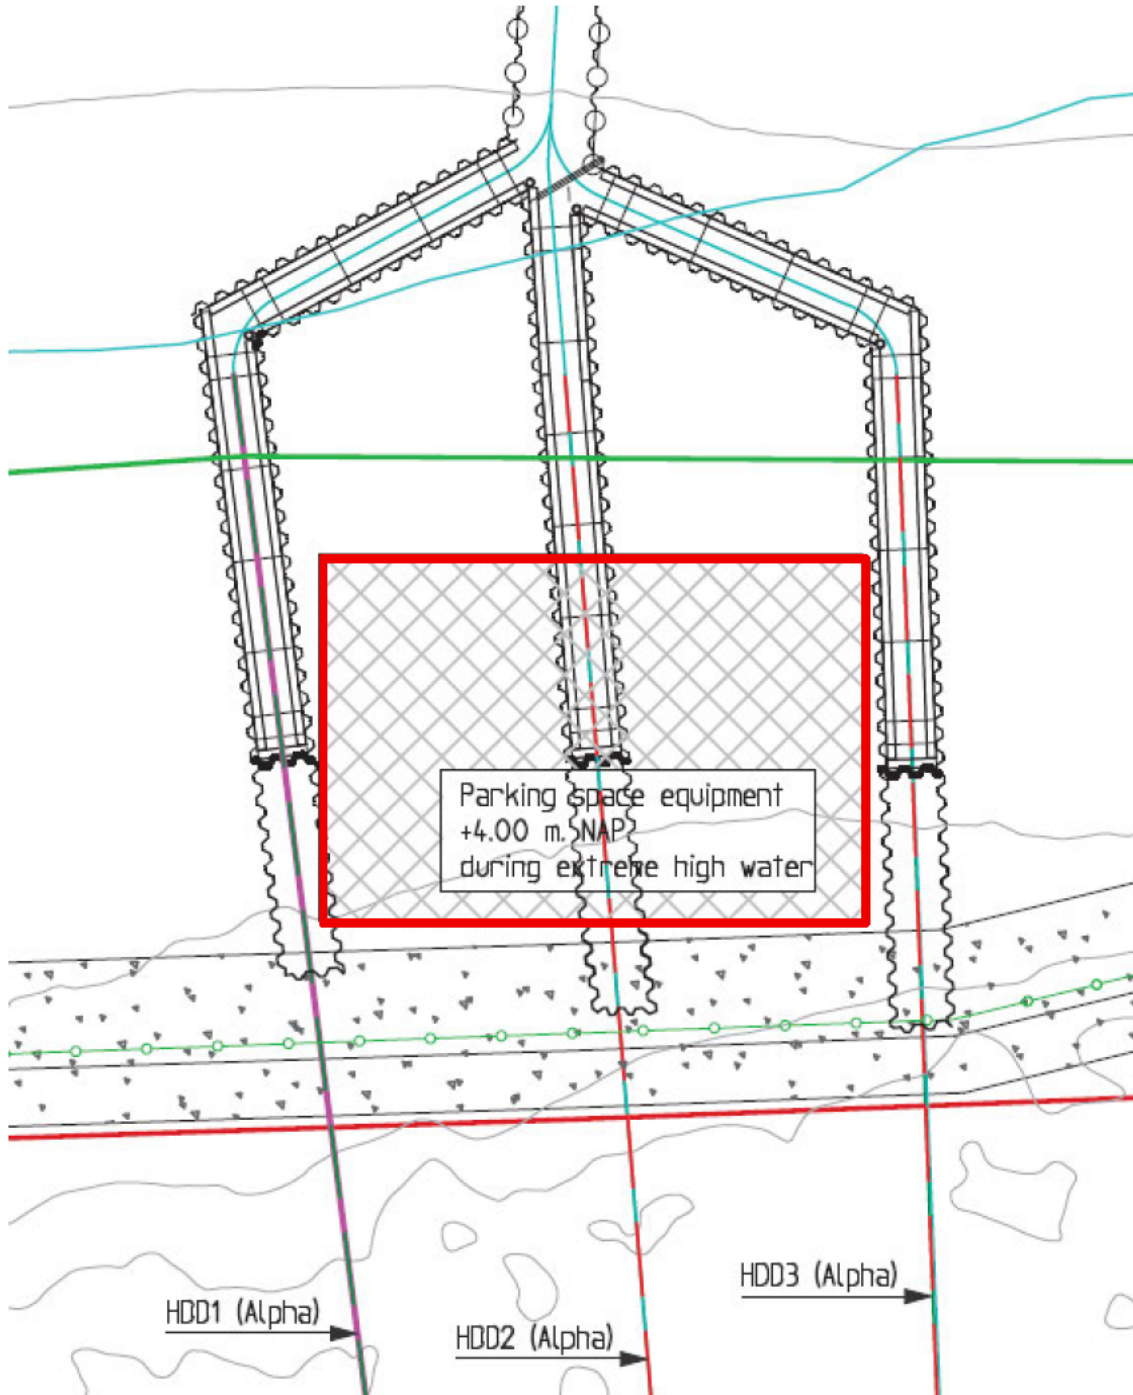 Parking space equipment
+4.00 m. NAP
during extreme high water
HDD3 (Alpha)
HDD1 (Alpha)
HDD2 (Alpha)